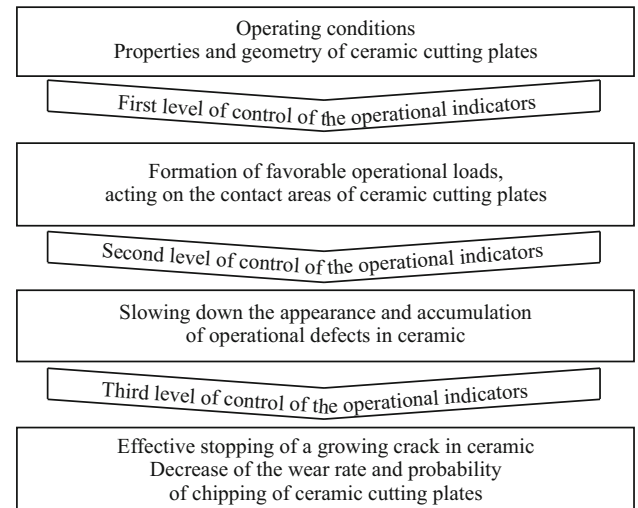 Operating conditions
Properties and geometry of ceramic cutting plates
First level of control of the operational indicators
Formation of favorable operational loads,
acting on the contact areas of ceramic cutting plates
Second level of control of the operational indicators
Slowing down the appearance and accumulation
of operational defects in ceramic
Third level of control of the operational indicators
Effective stopping of a growing crack in ceramic
Decrease of the wear rate and probability
of chipping of ceramic cutting plates